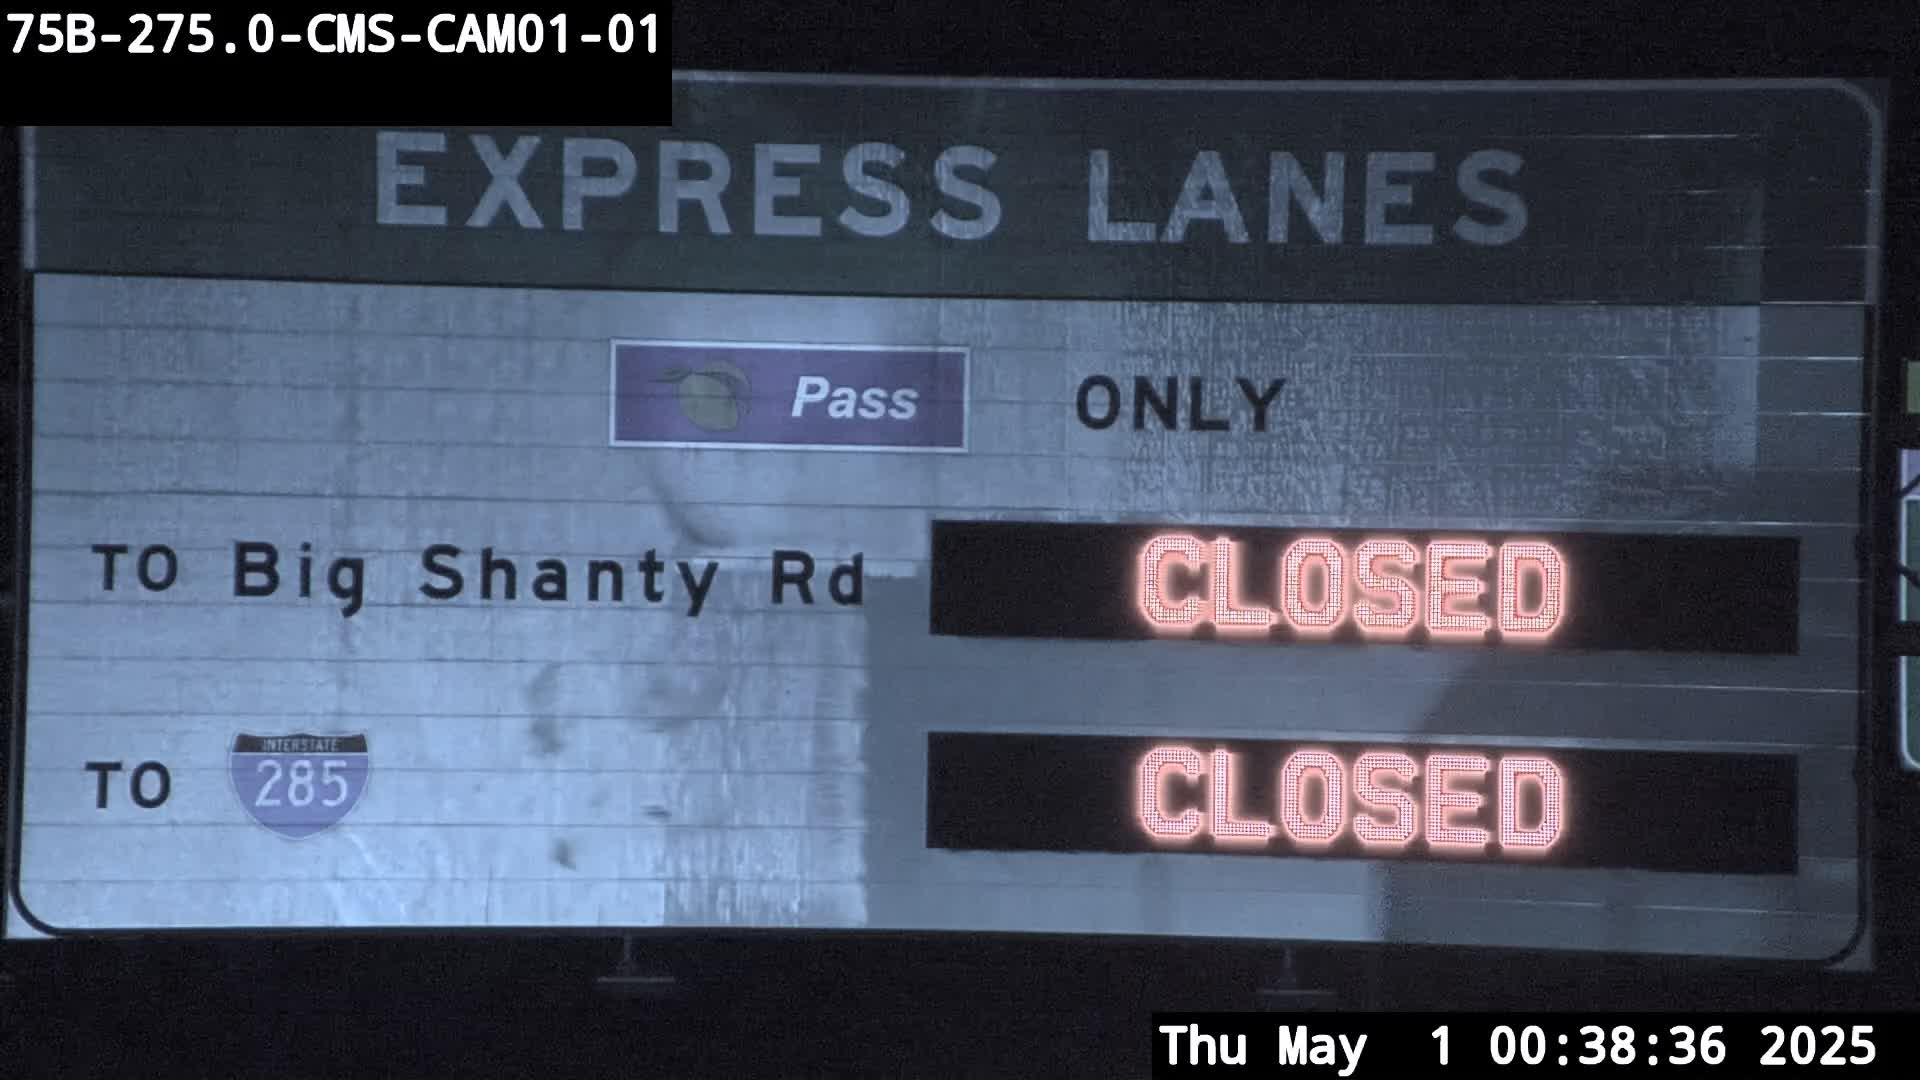 75B-275.0-CMS-CAM01-01
EXPRESS LANES
Pass ONLY
TO Big Shanty Rd CLOSED
INTERSTATE
TO 285 CLOSED
Thu May 1 00:38:36 2025